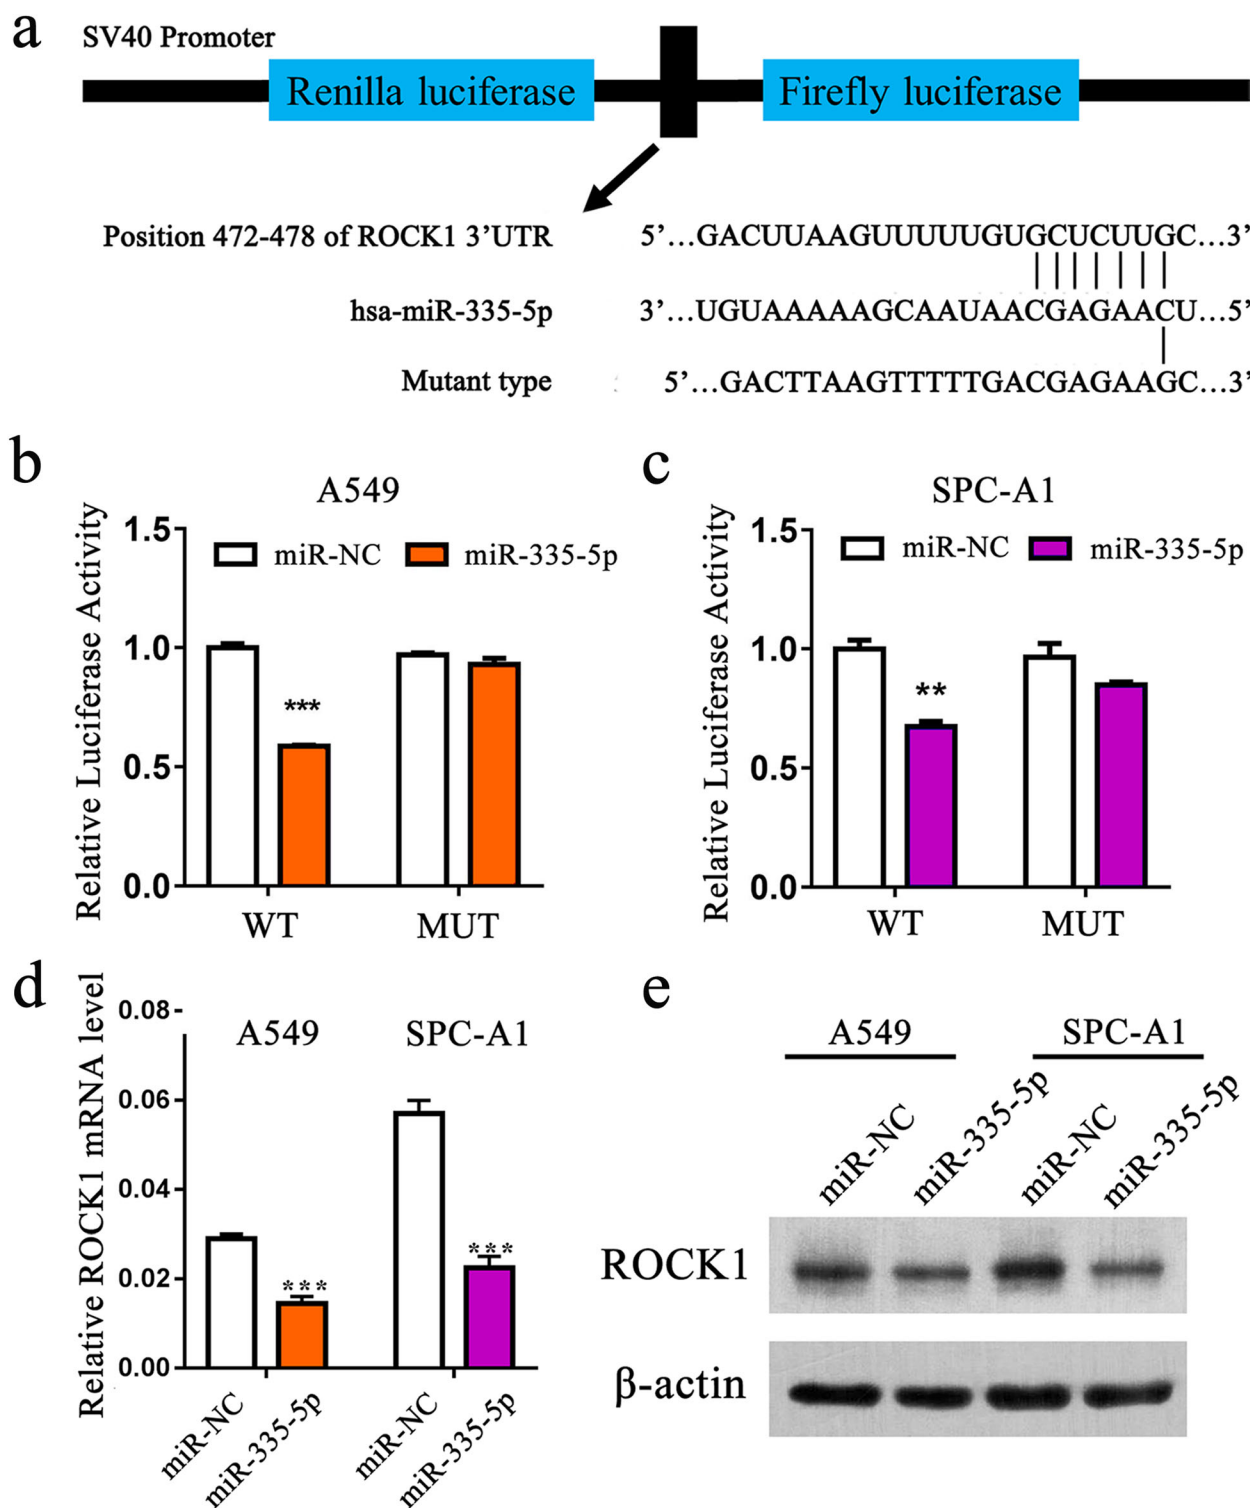 a
SV40 Promoter
Renilla luciferase
Firefly luciferase
Position 472-478 of ROCK1 3’UTR
5’...GACUUAAGUUUUUGUGCUCUUGC...3’
hsa-miR-335-5p
3’...UGUAAAAAGCAAUAACGAGAACU...5’
Mutant type
5’...GACTTAAGTTTTTGACGAGAAGC...3’
b
A549
Relative Luciferase Activity
1.5
1.0
0.5
0.0
miR-NC
miR-335-5p
***
WT
MUT
c
SPC-A1
Relative Luciferase Activity
1.5
1.0
0.5
0.0
miR-NC
miR-335-5p
**
WT
MUT
d
Relative ROCK1 mRNA level
0.08
0.06
0.04
0.02
0.00
A549
SPC-A1
***
***
miR-NC
miR-335-5p
miR-NC
miR-335-5p
e
A549
SPC-A1
miR-NC
miR-335-5p
miR-NC
miR-335-5p
ROCK1
β-actin